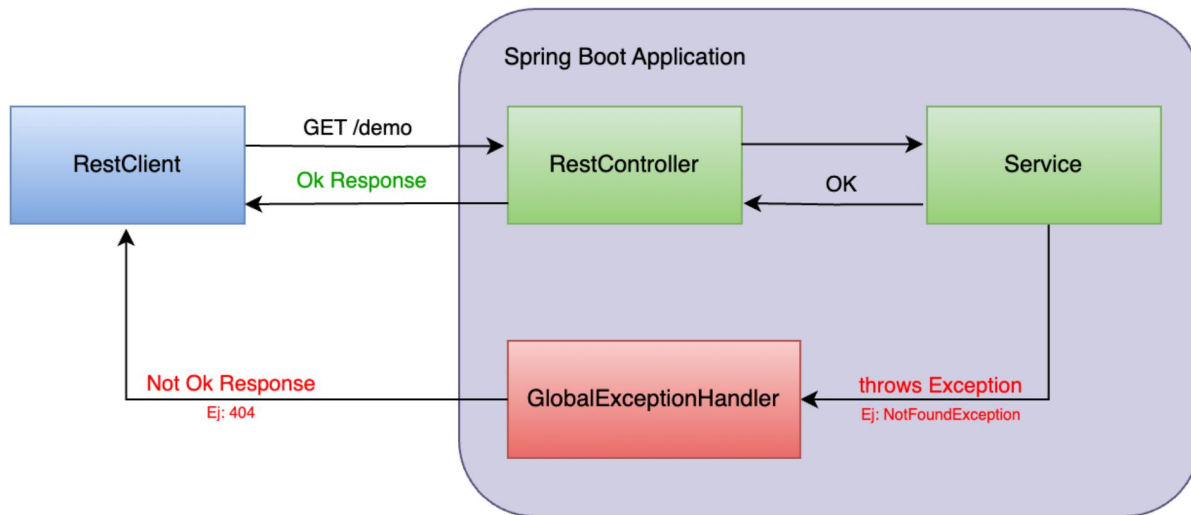 Spring Boot Application
RestClient
GET /demo
Ok Response
RestController
OK
Service
Not Ok Response
Ej: 404
GlobalExceptionHandler
throws Exception
Ej: NotFoundException